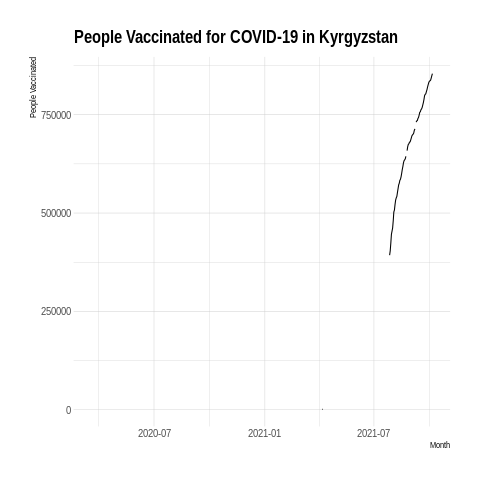 People Vaccinated for COVID-19 in Kyrgyzstan
People Vaccinated
750000
500000
250000
0
2020-07 2021-01 2021-07
Month